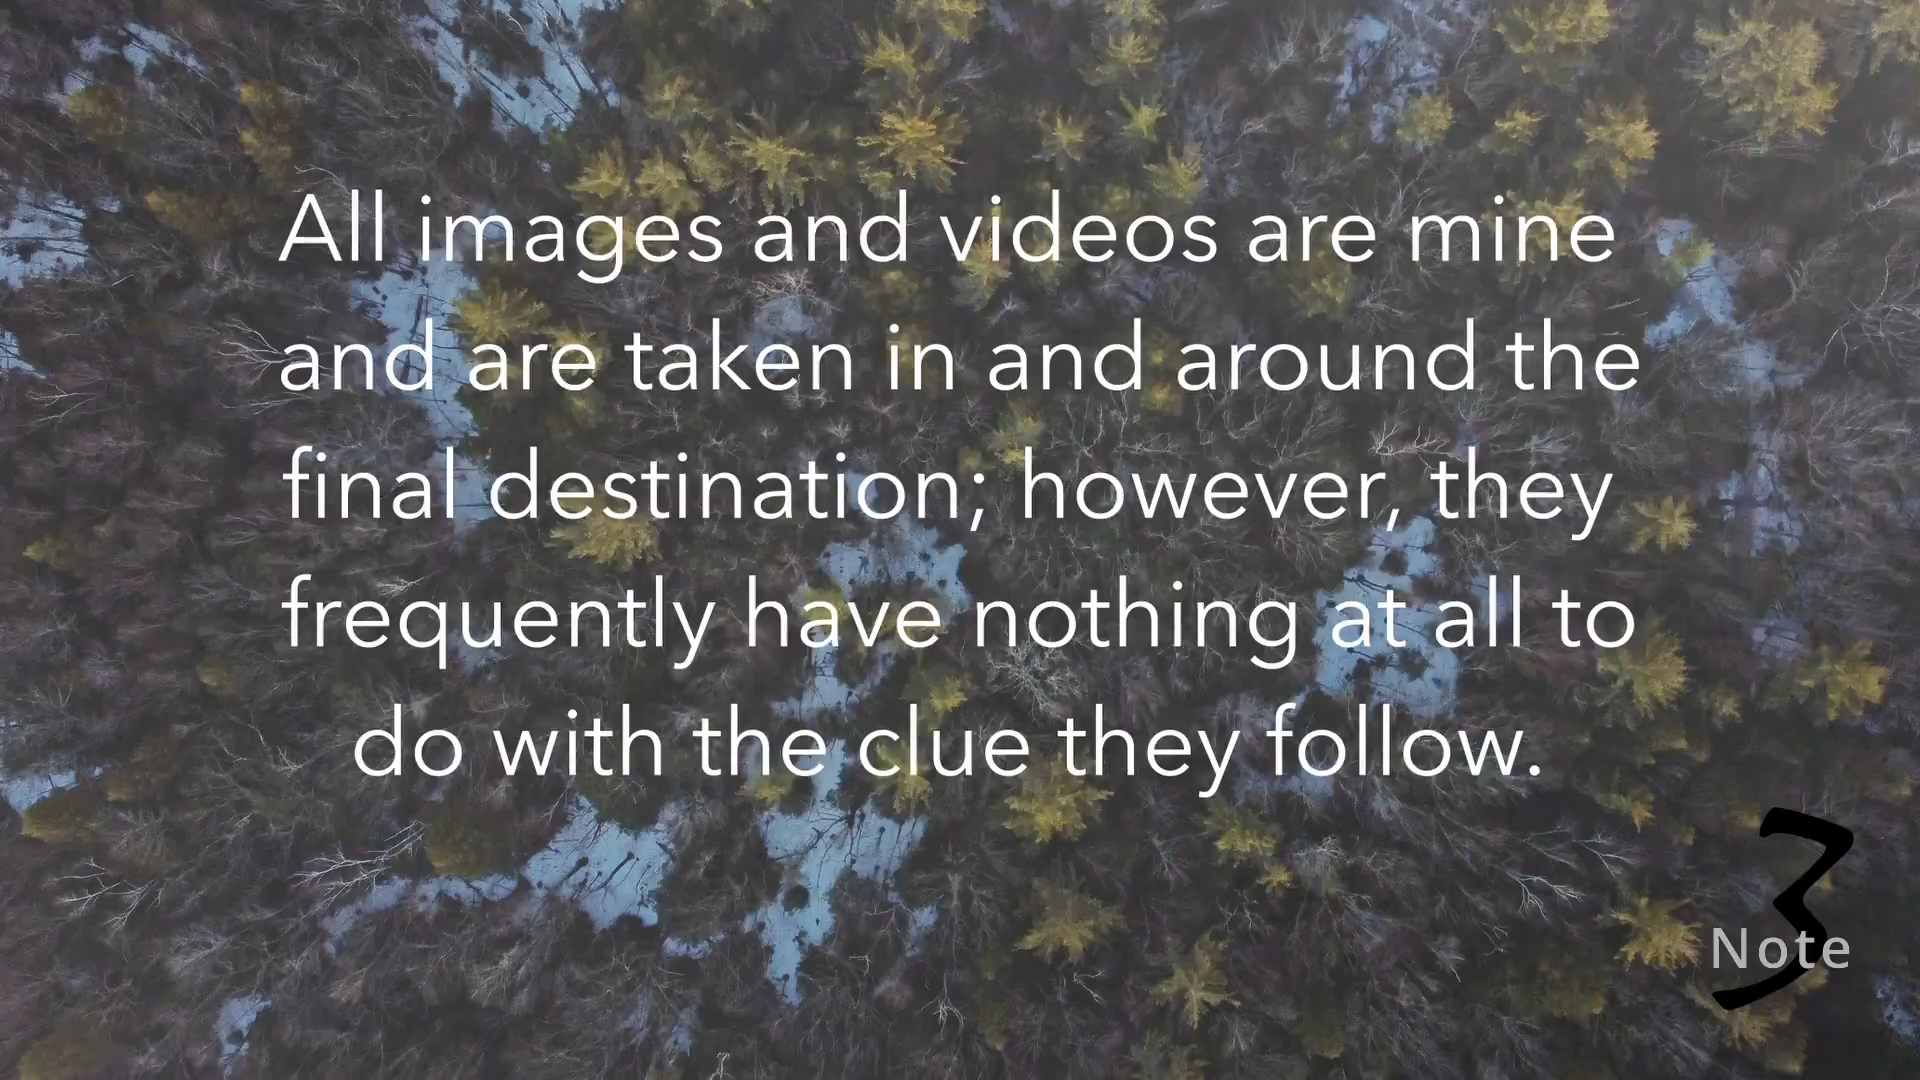 All images and videos are mine
and are taken in and around the
final destination; however, they
frequently have nothing at all to
do with the clue they follow.
3
Note